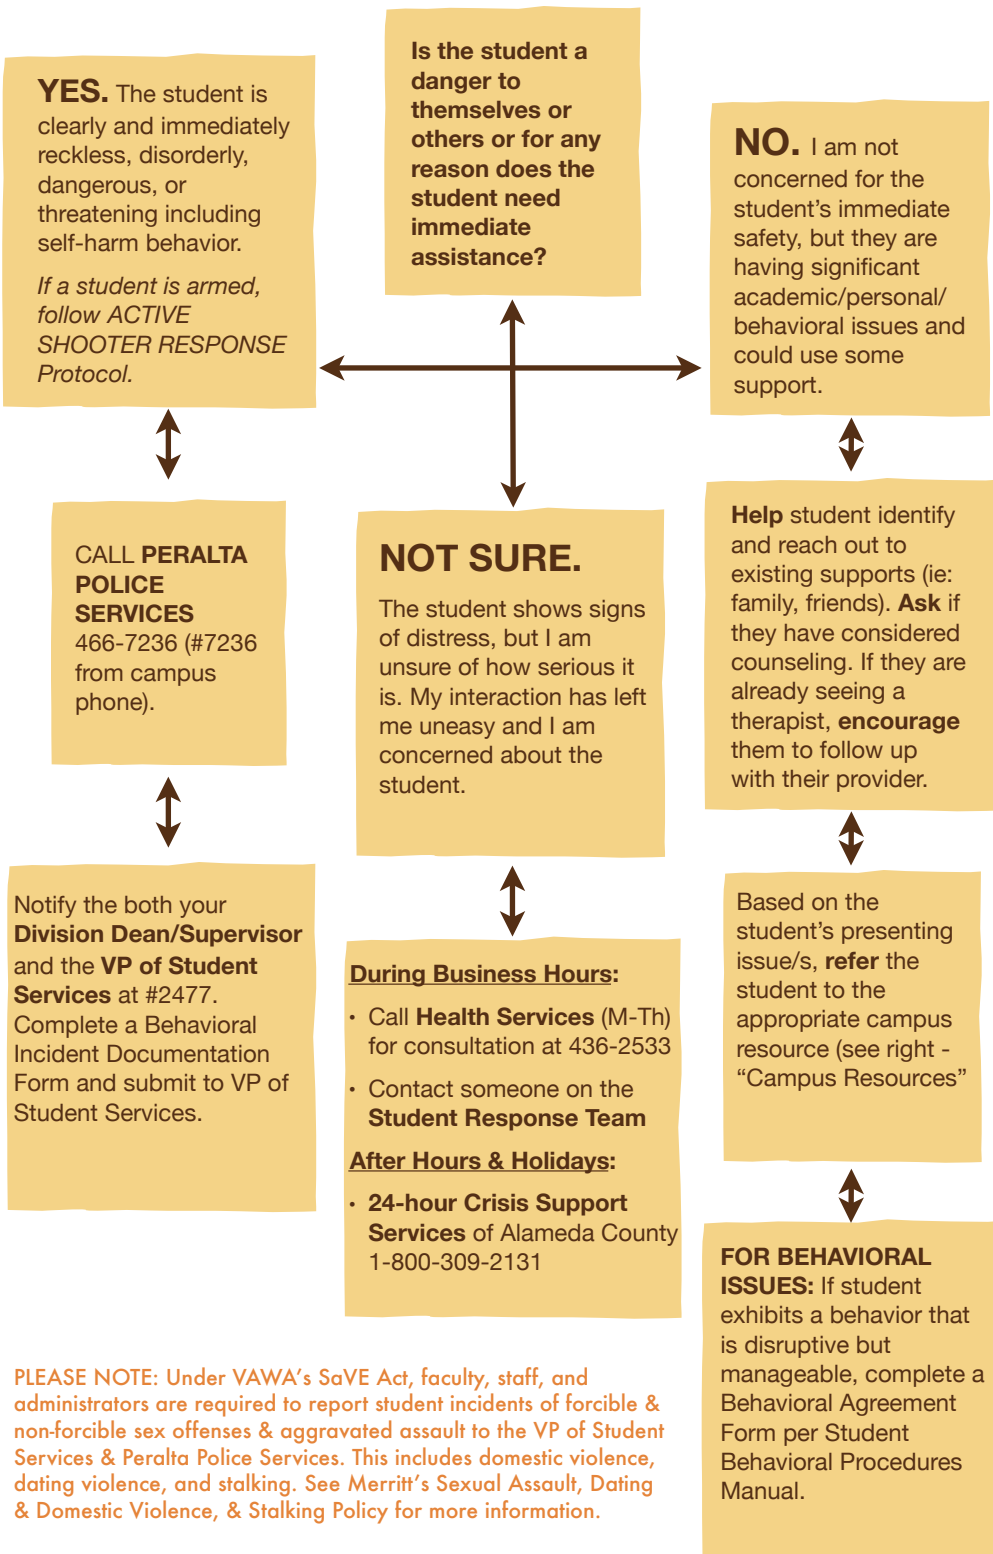 Is the student a
danger to
themselves or
others or for any
reason does the
student need
immediate
assistance?
YES. The student is
clearly and immediately
reckless, disorderly,
dangerous, or
threatening including
self-harm behavior.
If a student is armed,
follow ACTIVE
SHOOTER RESPONSE
Protocol.
CALL PERALTA
POLICE
SERVICES
466-7236 (#7236
from campus
phone).
Notify the both your
Division Dean/Supervisor
and the VP of Student
Services at #2477.
Complete a Behavioral
Incident Documentation
Form and submit to VP of
Student Services.
NOT SURE.
The student shows signs
of distress, but I am
unsure of how serious it
is. My interaction has left
me uneasy and I am
concerned about the
student.
During Business Hours:
• Call Health Services (M-Th)
for consultation at 436-2533
• Contact someone on the
Student Response Team
After Hours & Holidays:
• 24-hour Crisis Support
Services of Alameda County
1-800-309-2131
NO. I am not
concerned for the
student's immediate
safety, but they are
having significant
academic/personal/
behavioral issues and
could use some
support.
Help student identify
and reach out to
existing supports (ie:
family, friends). Ask if
they have considered
counseling. If they are
already seeing a
therapist, encourage
them to follow up
with their provider.
Based on the
student's presenting
issue/s, refer the
student to the
appropriate campus
resource (see right -
“Campus Resources”
FOR BEHAVIORAL
ISSUES: If student
exhibits a behavior that
is disruptive but
manageable, complete a
Behavioral Agreement
Form per Student
Behavioral Procedures
Manual.
PLEASE NOTE: Under VAWA's SaVE Act, faculty, staff, and
administrators are required to report student incidents of forcible &
non-forcible sex offenses & aggravated assault to the VP of Student
Services & Peralta Police Services. This includes domestic violence,
dating violence, and stalking. See Merritt's Sexual Assault, Dating
& Domestic Violence, & Stalking Policy for more information.